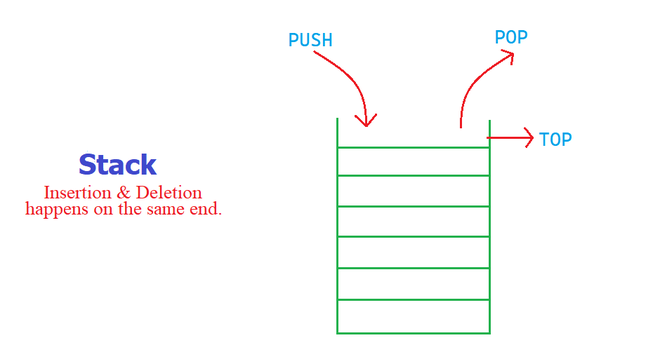 PUSH
POP
TOP
Stack
Insertion & Deletion
happens on the same end.